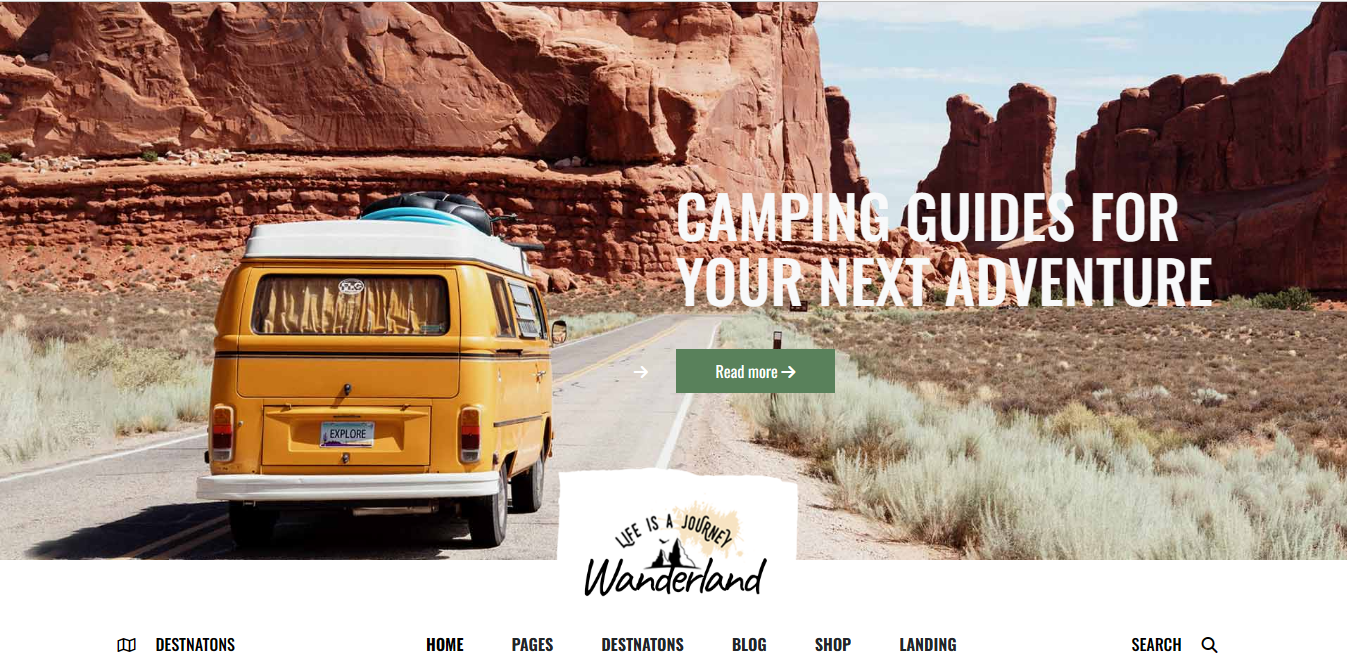 CAMPING GUIDES FOR
YOUR NEXT ADVENTURE
Read more
EXPLORE
LIFE IS A JOURNEY
Wanderland
DESTNATONS
HOME PAGES DESTNATONS BLOG SHOP LANDING
SEARCH